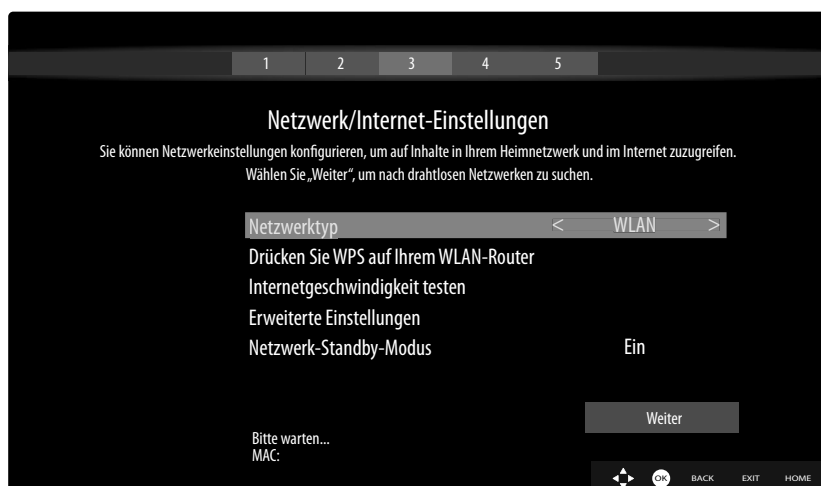 1 2 3 4 5
Netzwerk/Internet-Einstellungen
Sie können Netzwerkeinstellungen konfigurieren, um auf Inhalte in Ihrem Heimnetzwerk und im Internet zuzugreifen.
Wählen Sie „Weiter“, um nach drahtlosen Netzwerken zu suchen.
Netzwerktyp < WLAN >
Drücken Sie WPS auf Ihrem WLAN-Router
Internetgeschwindigkeit testen
Erweiterte Einstellungen
Netzwerk-Standby-Modus Ein
Weiter
Bitte warten...
MAC:
OK BACK EXIT HOME